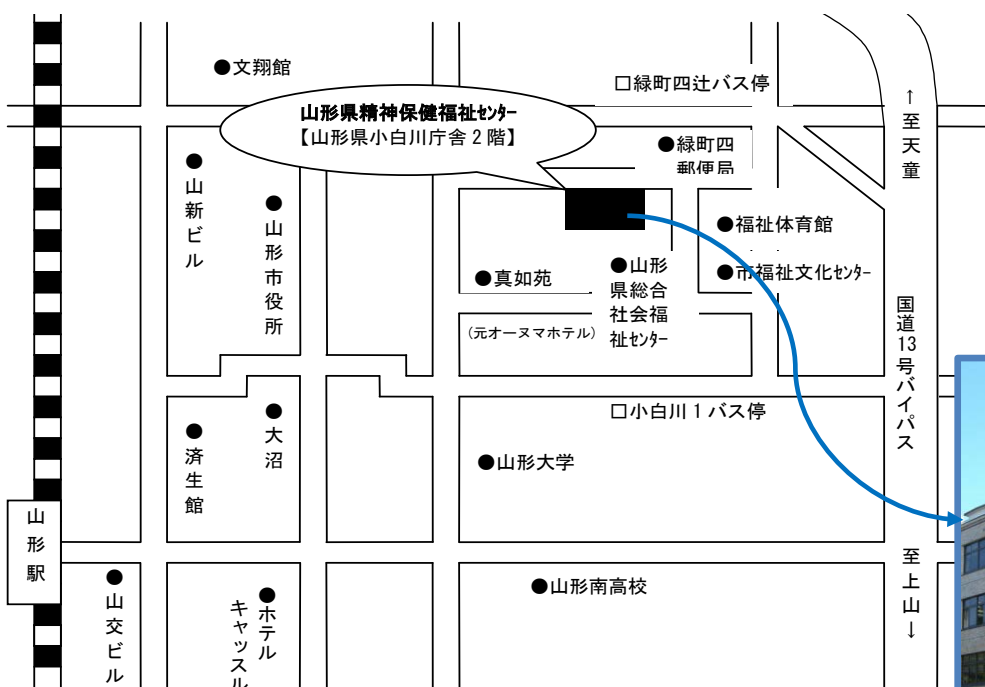 ●文翔館
□緑町四辻バス停
山形県精神保健福祉ｾﾝﾀｰ
【山形県小白川庁舎２階】
↑至天童
●緑町四
郵便局
●山新ビル
●山形市役所
●福祉体育館
●真如苑
●山形
県総合
社会福
祉ｾﾝﾀｰ
●市福祉文化ｾﾝﾀｰ
(元オーヌマホテル)
国道13号バイパス
●大沼
□小白川１バス停
●済生館
●山形大学
山形駅
至上山↓
●山交ビル
●ホテル
キャッスル
●山形南高校